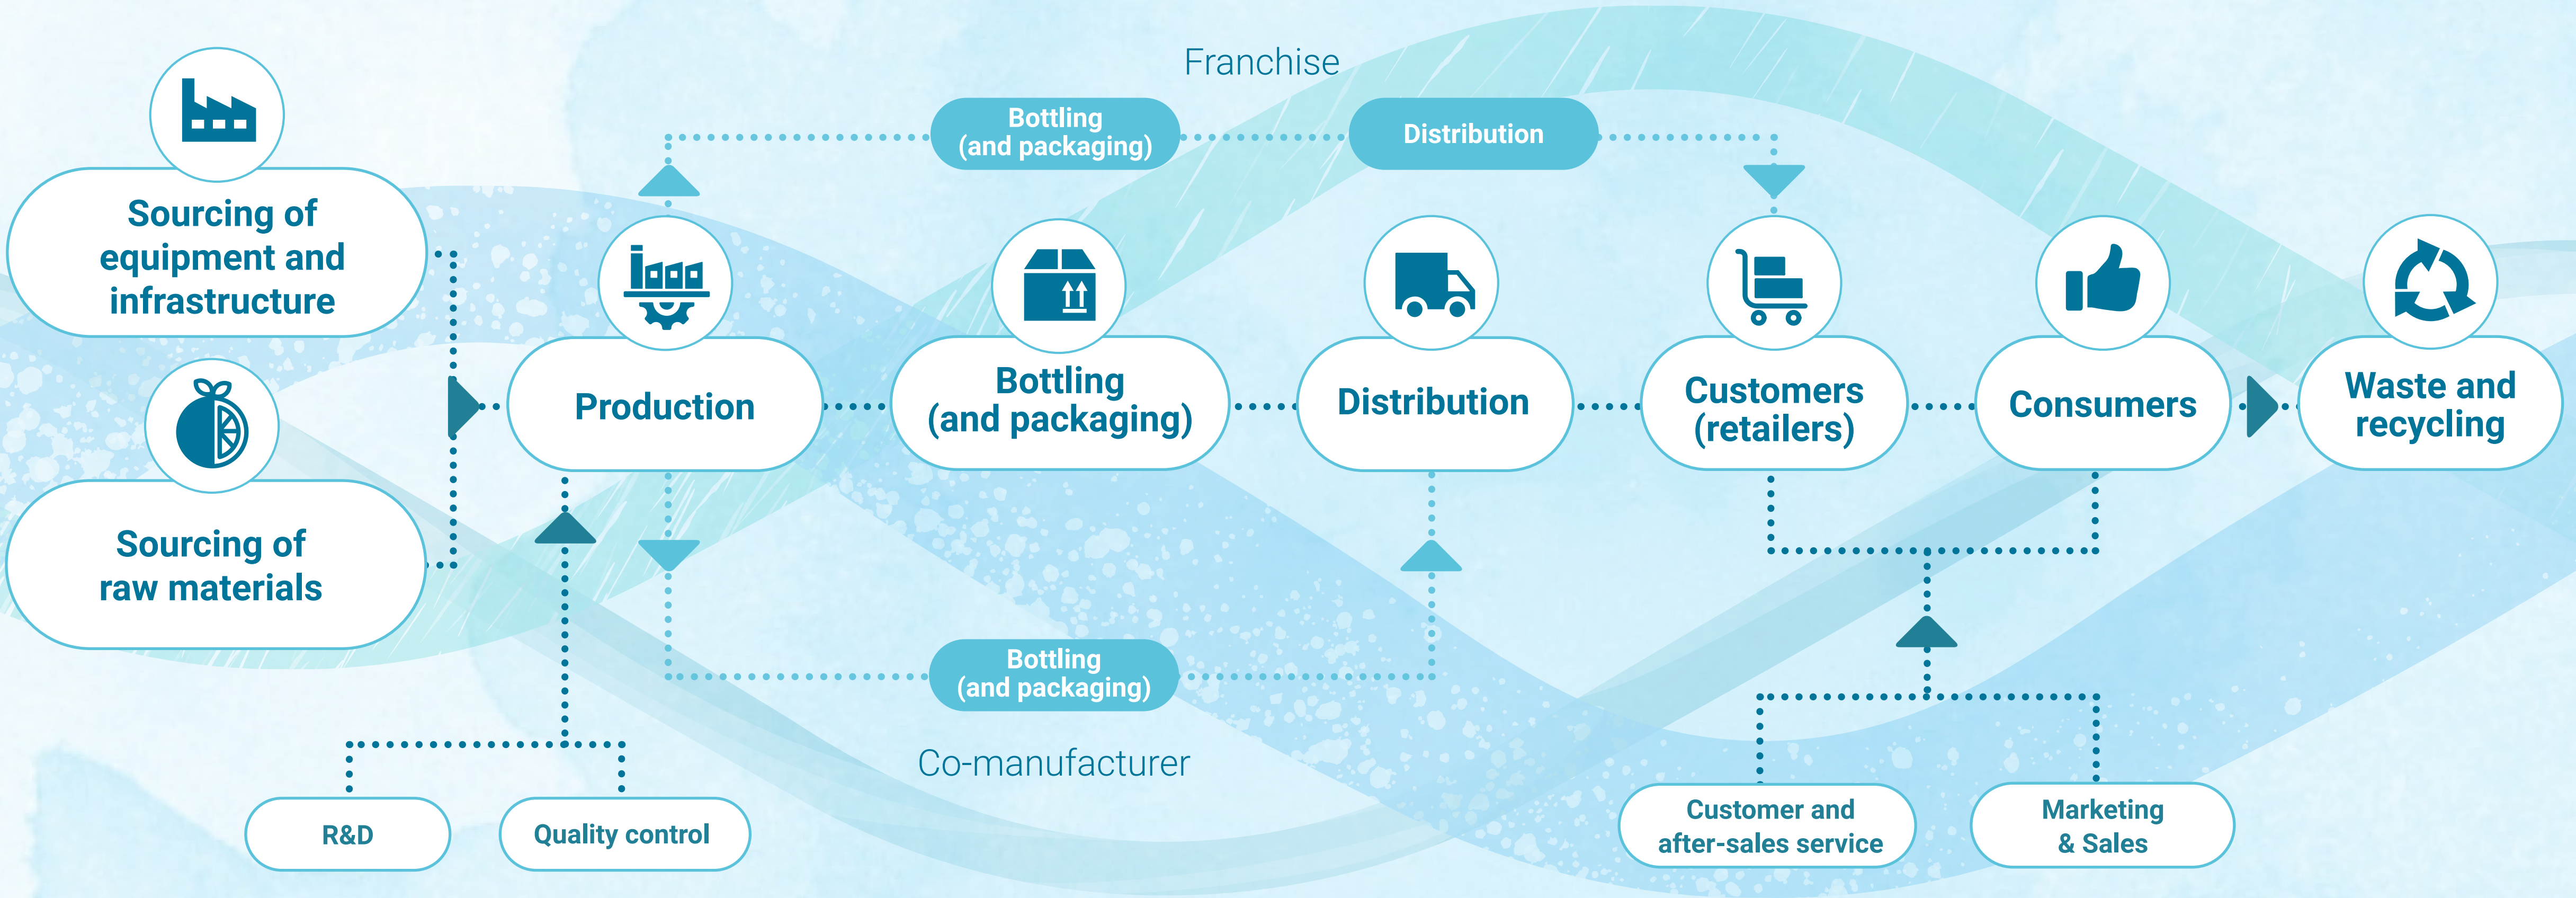 Franchise
Bottling
(and packaging)
Distribution
Sourcing of
equipment and
infrastructure
Sourcing of
raw materials
Production
Bottling
(and packaging)
Distribution
Customers
(retailers)
Consumers
Waste and
recycling
Bottling
(and packaging)
Co-manufacturer
R&D
Quality control
Customer and
after-sales service
Marketing
& Sales